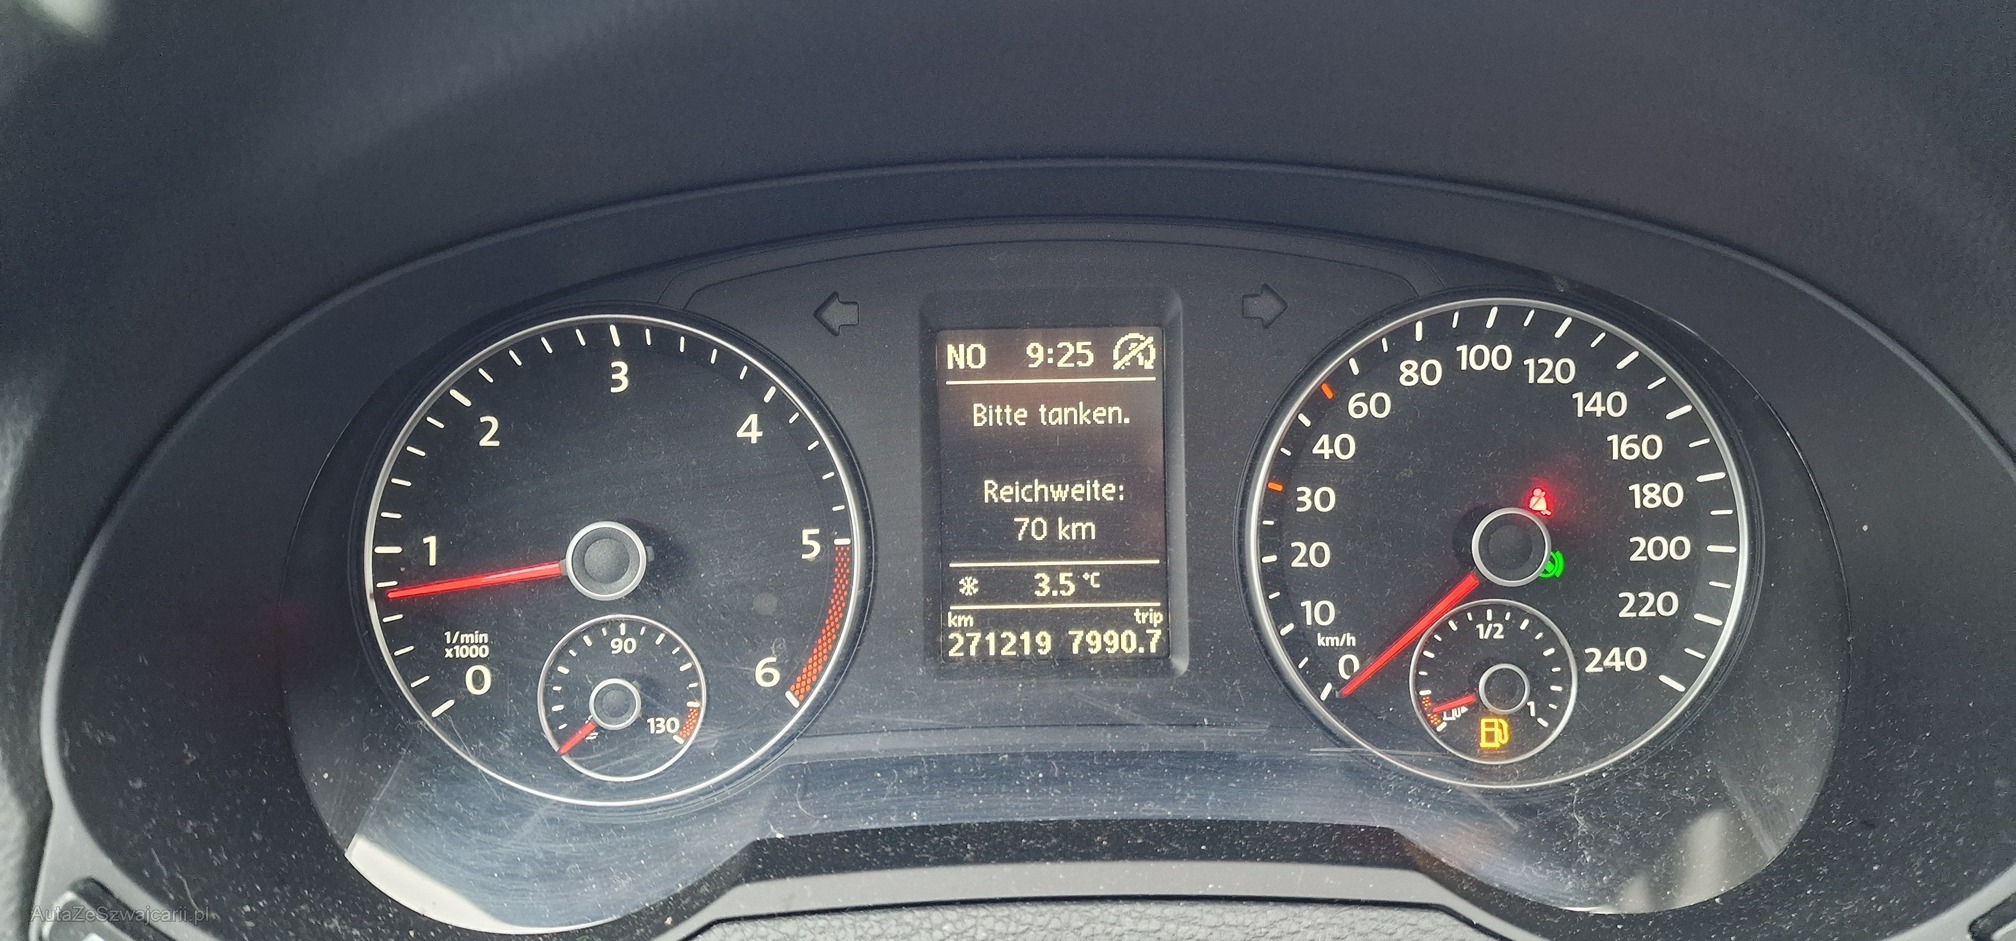 NO 9:25
Bitte tanken.
Reichweite:
70 km
3.5 °C
km trip
271219 7990.7
0
1
2
3
4
5
6
1/min
x1000
90
130
0
10
20
30
40
60
80
100
120
140
160
180
200
220
240
km/h
1/2
1
AutaZeSzwajcarii.pl